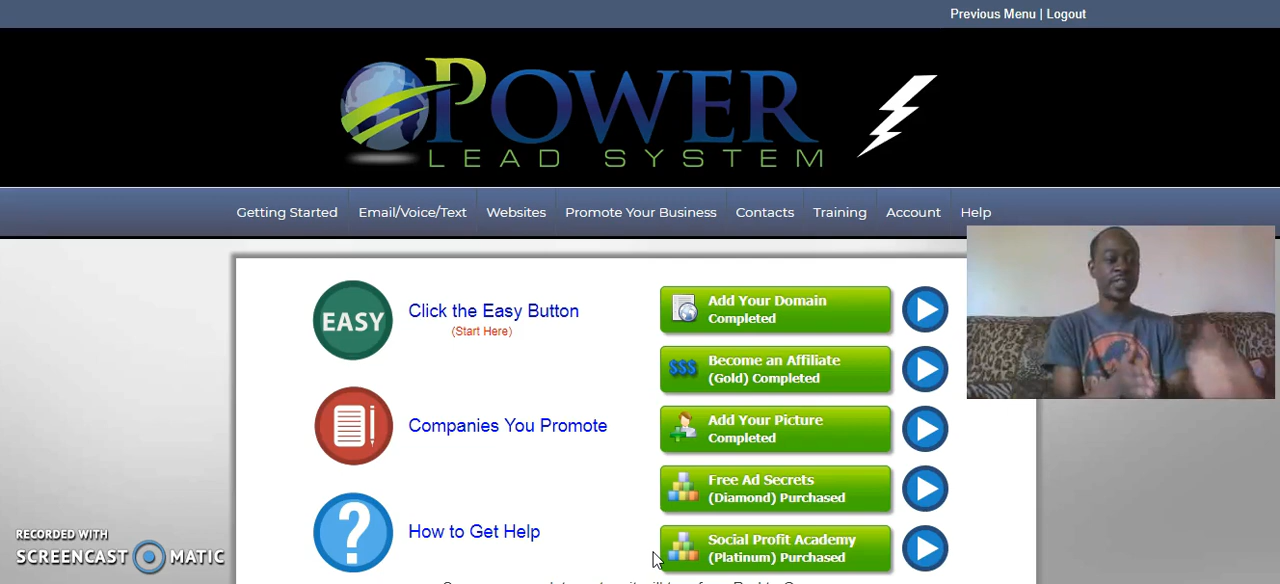 Previous Menu | Logout
POWER
LEAD SYSTEM
Getting Started Email/Voice/Text Websites Promote Your Business Contacts Training Account Help
EASY
Click the Easy Button
(Start Here)
Companies You Promote
How to Get Help
Add Your Domain
Completed
$$$
Become an Affiliate
(Gold) Completed
Add Your Picture
Completed
Free Ad Secrets
(Diamond) Purchased
Social Profit Academy
(Platinum) Purchased
RECORDED WITH
SCREENCAST MATIC